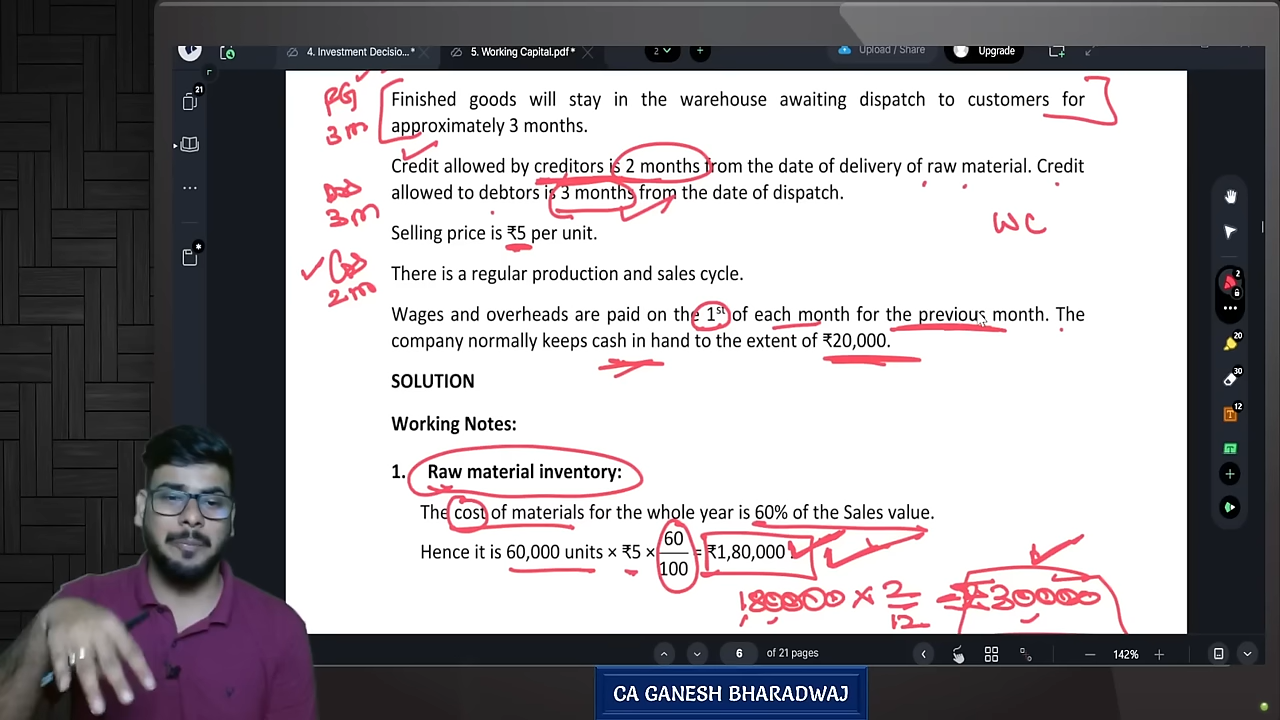 4. Investment Decisio...*
5. Working Capital.pdf*
2
Upload / Share
Upgrade
21
FG
3m
Finished goods will stay in the warehouse awaiting dispatch to customers for
approximately 3 months.
Credit allowed by creditors is 2 months from the date of delivery of raw material. Credit
allowed to debtors is 3 months from the date of dispatch.
3m
WC
Selling price is ₹5 per unit.
There is a regular production and sales cycle.
2m
Wages and overheads are paid on the 1st of each month for the previous month. The
company normally keeps cash in hand to the extent of ₹20,000.
SOLUTION
Working Notes:
1. Raw material inventory:
The cost of materials for the whole year is 60% of the Sales value.
Hence it is 60,000 units × ₹5 × 60/100 = ₹1,80,000
180000 × 2/12 = 30000
2
20
30
12
6 of 21 pages
142%
CA GANESH BHARADWAJ